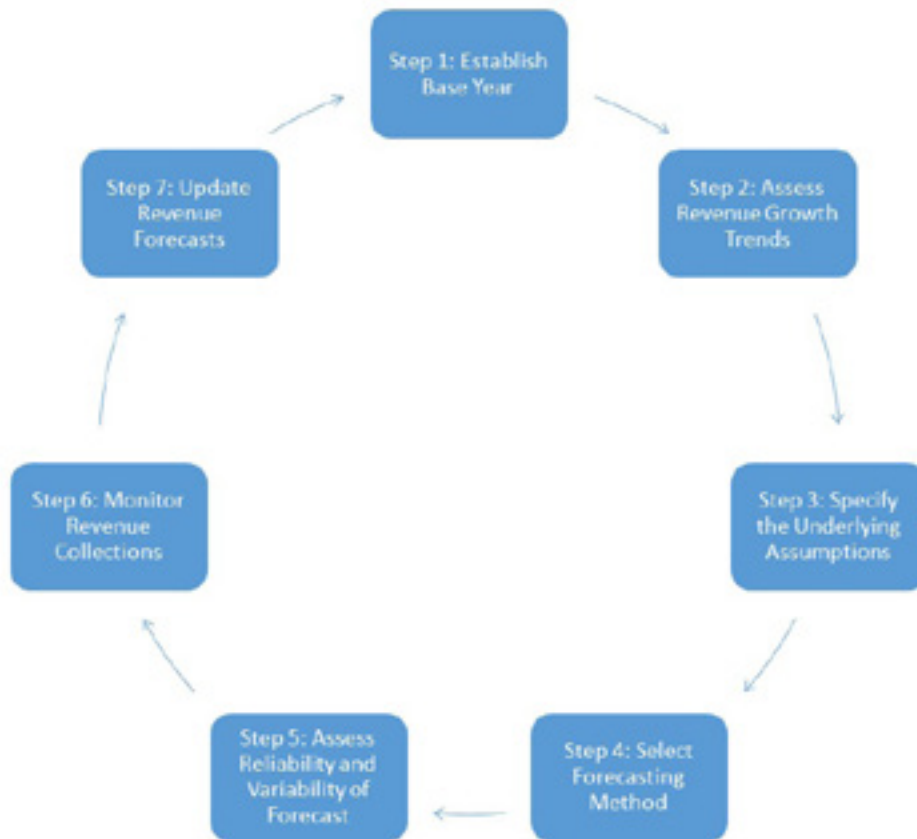 Step 1: Establish
Base Year
Step 2: Assess
Revenue Growth
Trends
Step 3: Specify
the Underlying
Assumptions
Step 4: Select
Forecasting
Method
Step 5: Assess
Reliability and
Variability of
Forecast
Step 6: Monitor
Revenue
Collections
Step 7: Update
Revenue
Forecasts